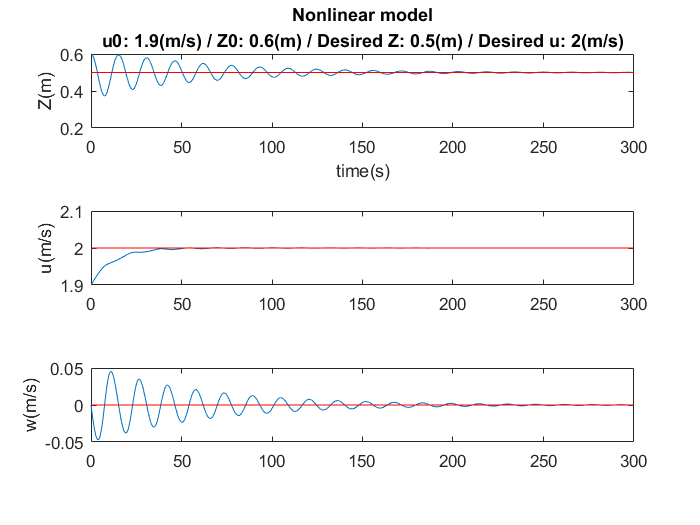 Nonlinear model
u0: 1.9(m/s) / Z0: 0.6(m) / Desired Z: 0.5(m) / Desired u: 2(m/s)
0.6
0.4
0.2
Z(m)
0 50 100 150 200 250 300
time(s)
2.1
2
1.9
u(m/s)
0 50 100 150 200 250 300
0.05
0
-0.05
w(m/s)
0 50 100 150 200 250 300